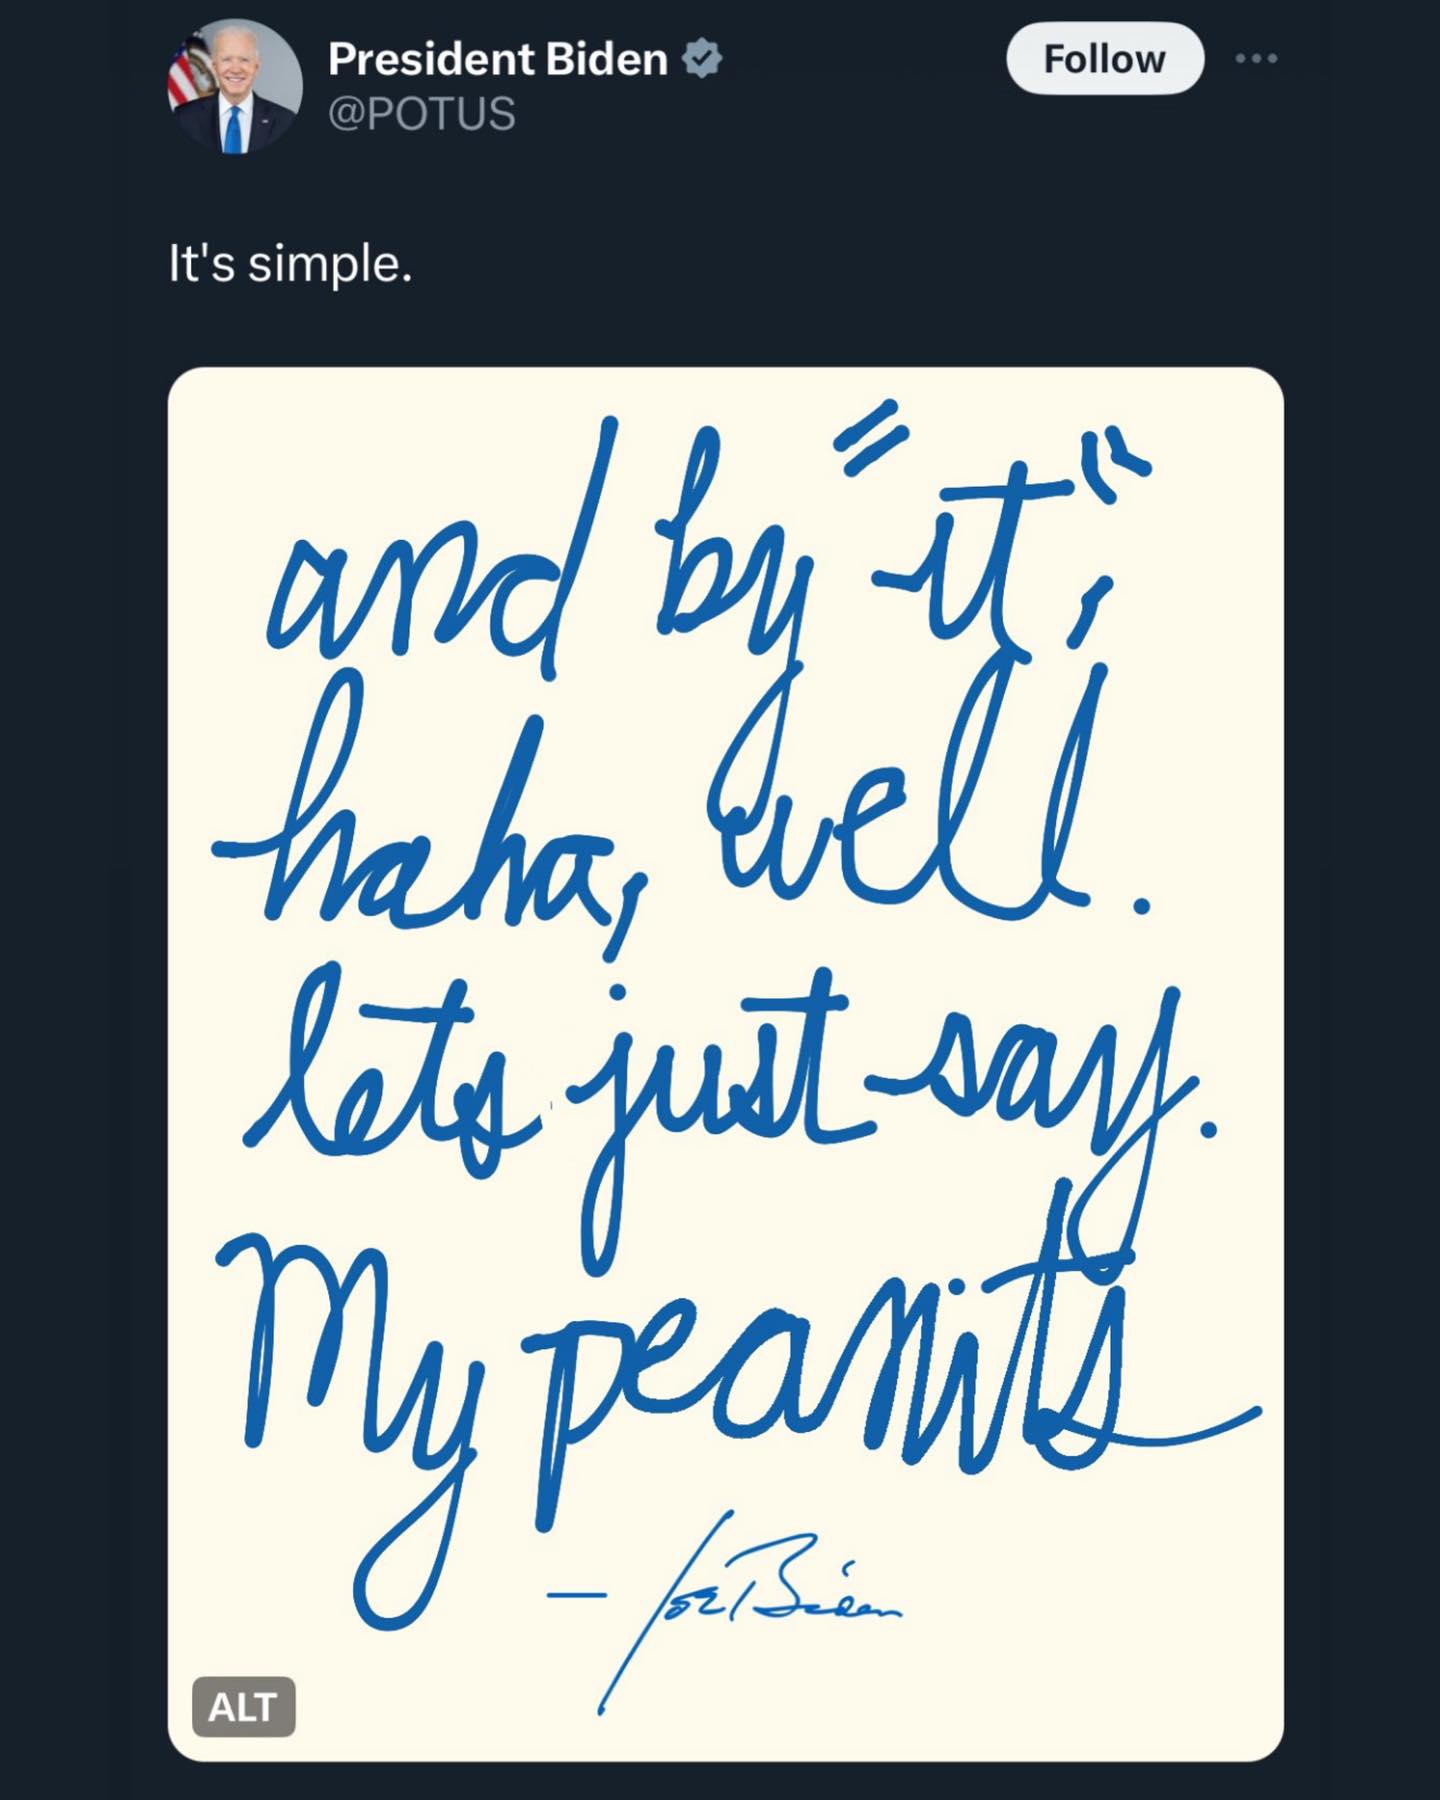 President Biden
@POTUS
Follow
It's simple.
and by "it",
haha, well.
lets just say.
My peanits
— Joe Biden
ALT